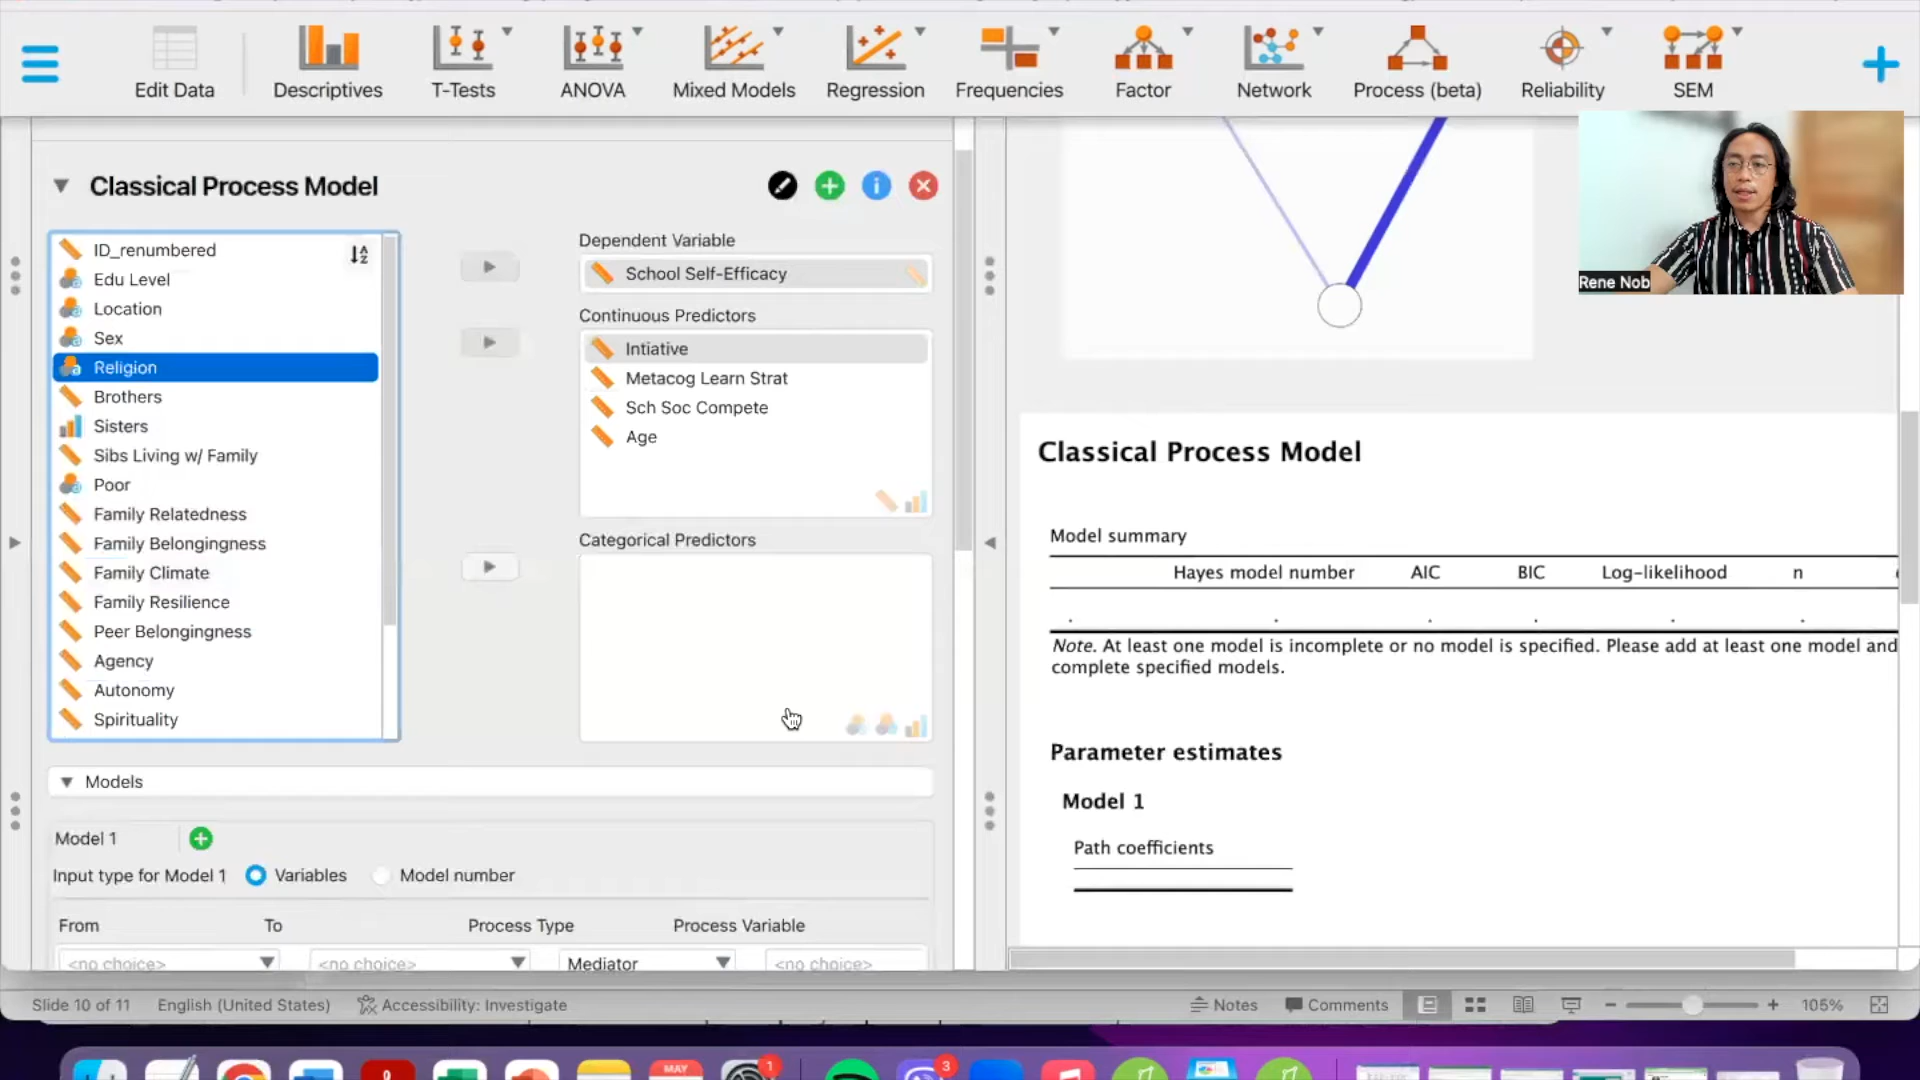 Edit Data
Descriptives
T-Tests
ANOVA
Mixed Models
Regression
Frequencies
Factor
Network
Process (beta)
Reliability
SEM
Classical Process Model
ID_renumbered
Edu Level
Location
Sex
Religion
Brothers
Sisters
Sibs Living w/ Family
Poor
Family Relatedness
Family Belongingness
Family Climate
Family Resilience
Peer Belongingness
Agency
Autonomy
Spirituality
Dependent Variable
School Self-Efficacy
Continuous Predictors
Intiative
Metacog Learn Strat
Sch Soc Compete
Age
Categorical Predictors
Models
Model 1
Input type for Model 1 Variables Model number
From To Process Type Process Variable
<no choice> <no choice> Mediator <no choice>
Rene Nob
Classical Process Model
Model summary
Hayes model number AIC BIC Log-likelihood n
Note. At least one model is incomplete or no model is specified. Please add at least one model and
complete specified models.
Parameter estimates
Model 1
Path coefficients
Slide 10 of 11 English (United States) Accessibility: Investigate Notes Comments 105%
MAY
1
3